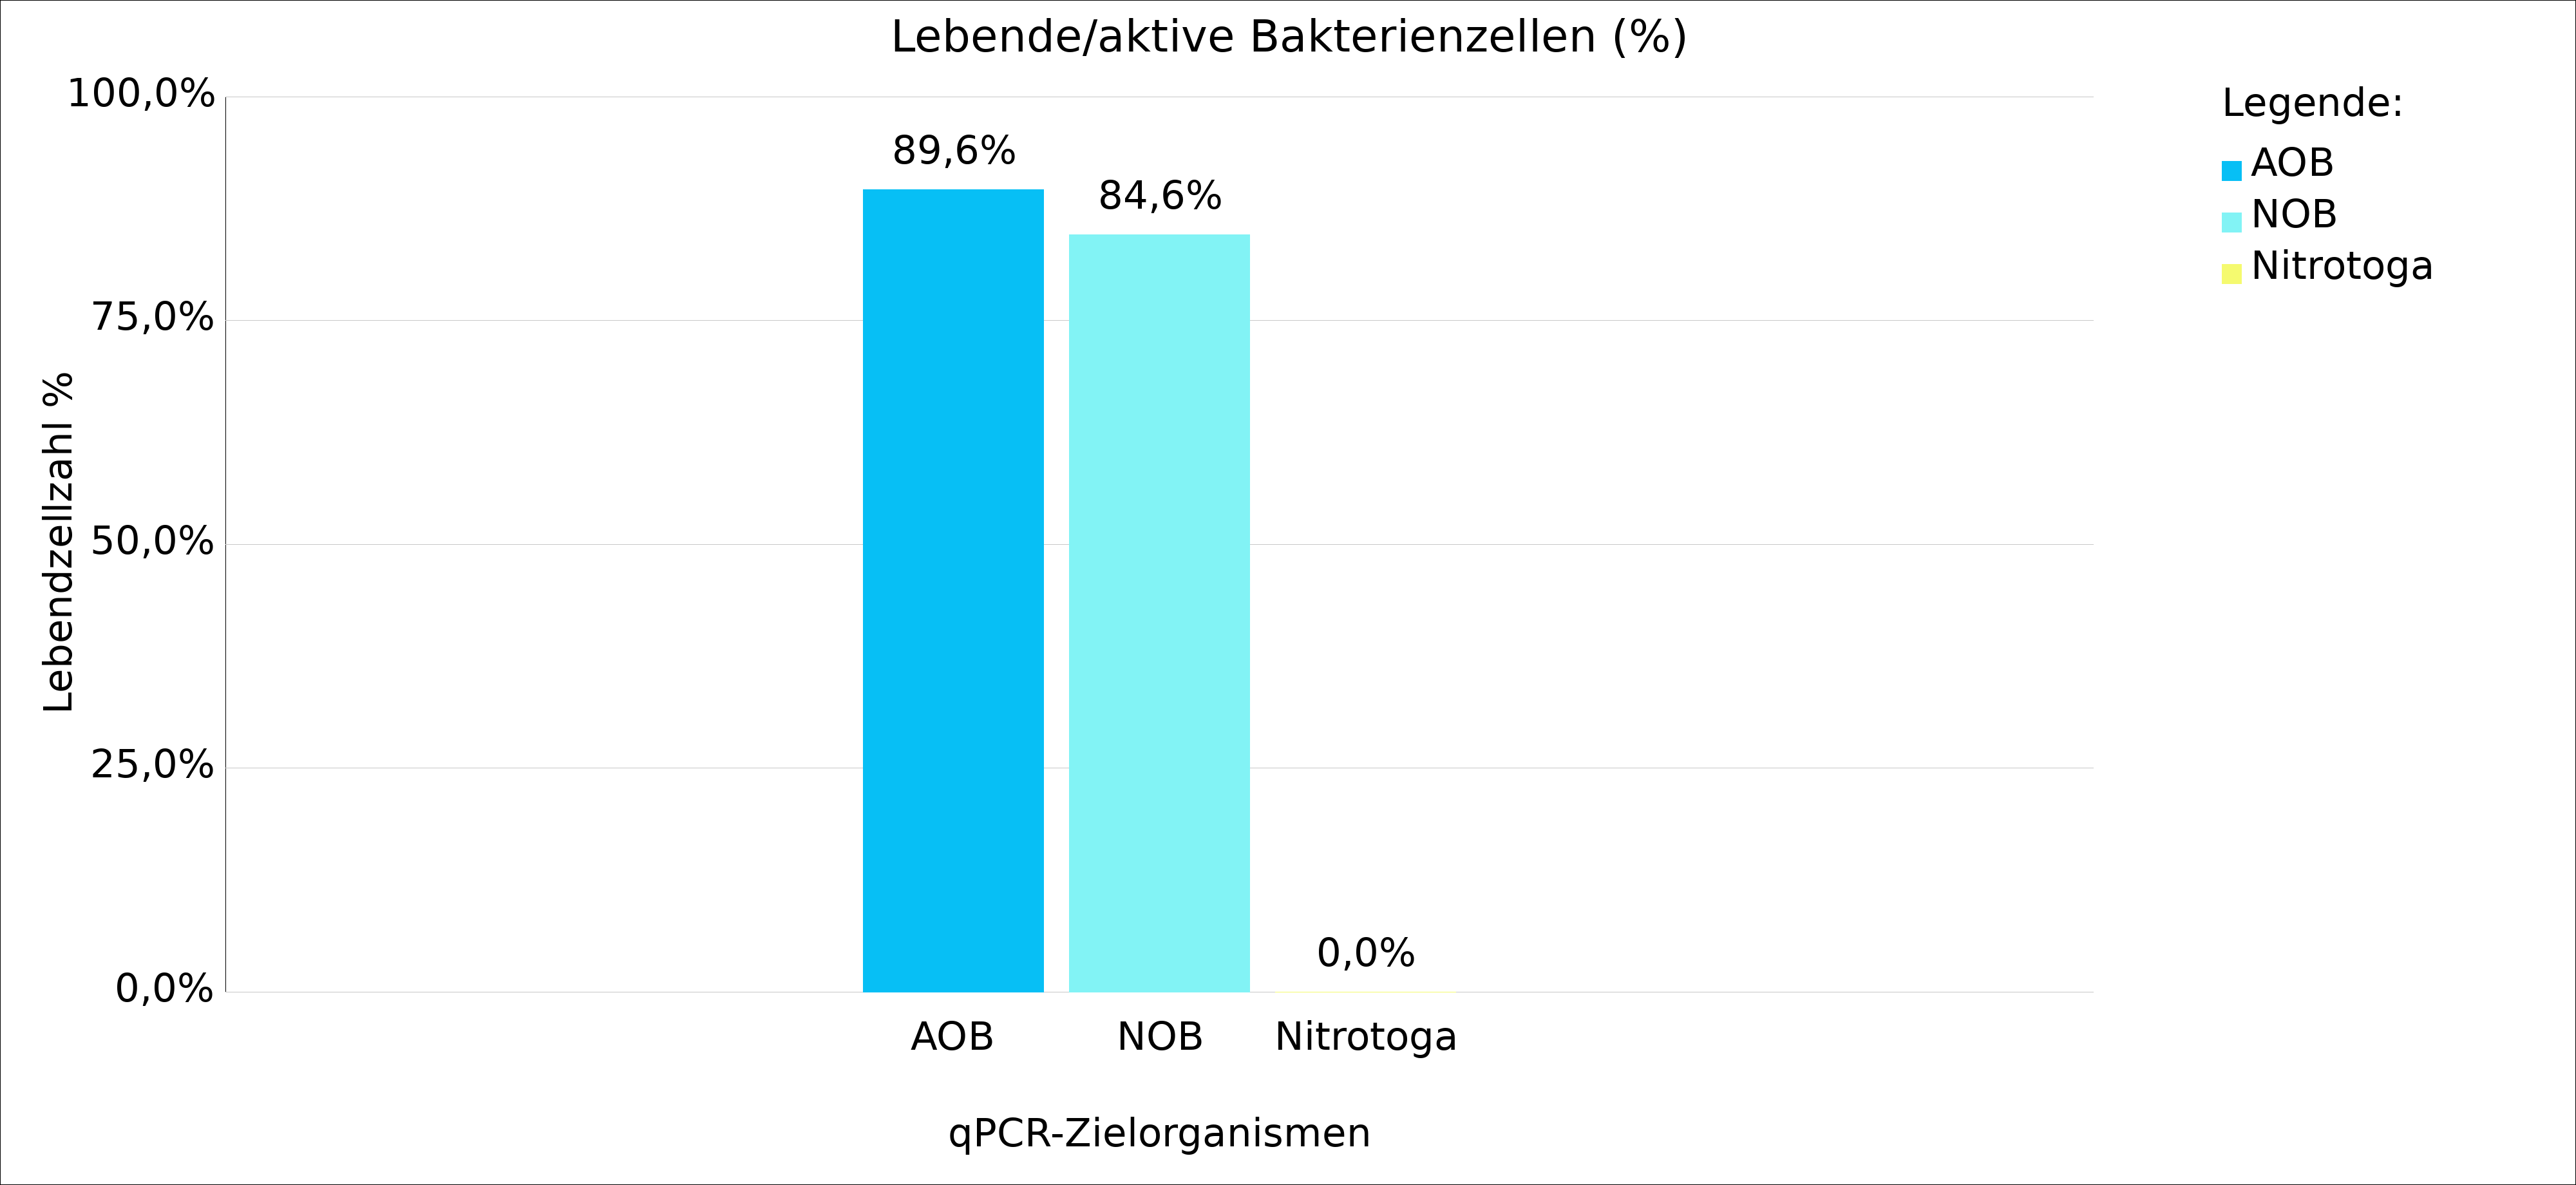 Lebende/aktive Bakterienzellen (%)
Legende:
AOB
NOB
Nitrotoga
Lebendzellzahl %
100,0%
75,0%
50,0%
25,0%
0,0%
89,6%
84,6%
0,0%
AOB
NOB
Nitrotoga
qPCR-Zielorganismen